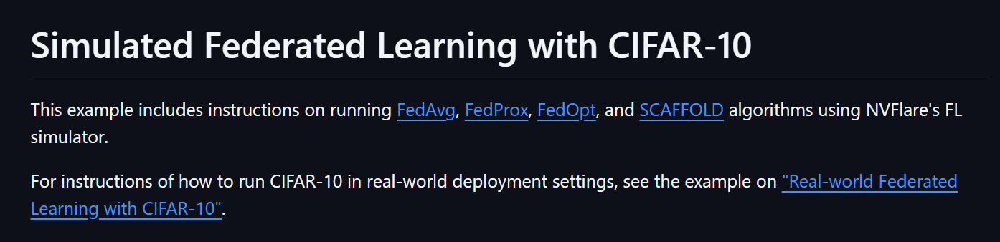 Simulated Federated Learning with CIFAR-10
This example includes instructions on running FedAvg, FedProx, FedOpt, and SCAFFOLD algorithms using NVFlare's FL
simulator.
For instructions of how to run CIFAR-10 in real-world deployment settings, see the example on "Real-world Federated
Learning with CIFAR-10".